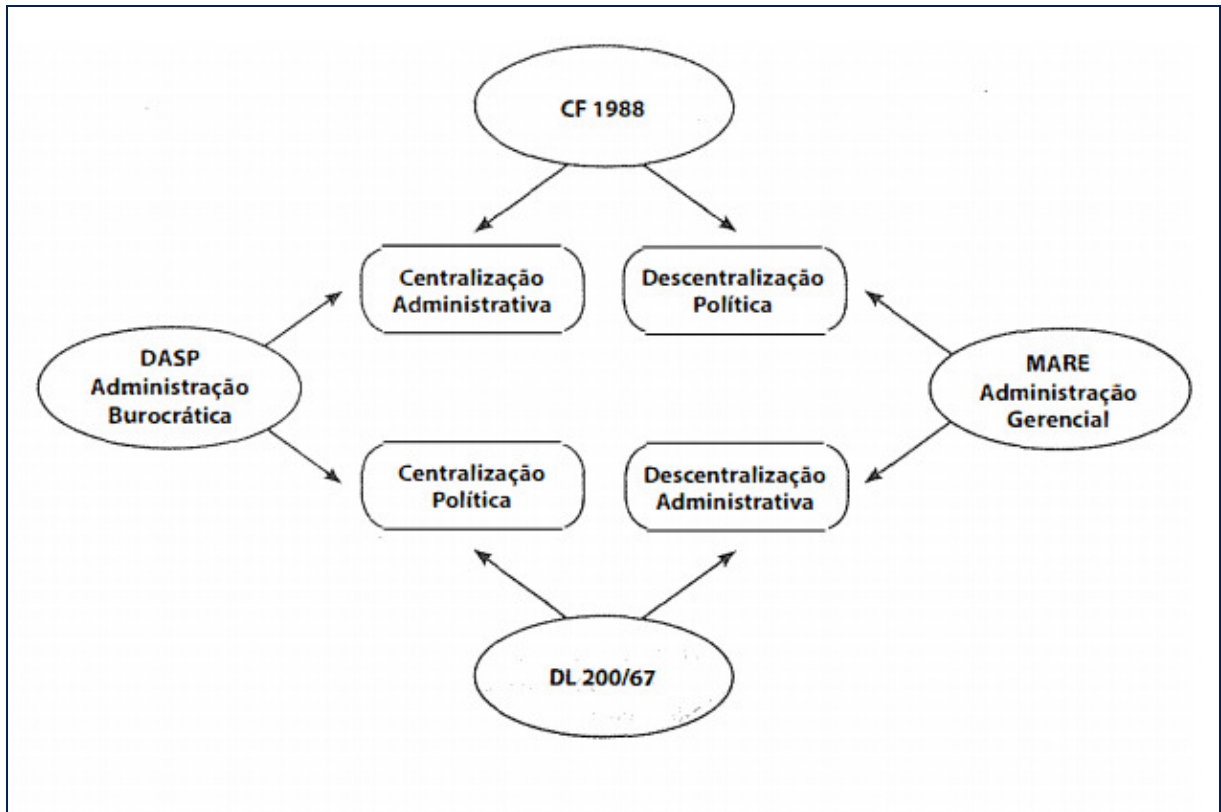 CF 1988
Centralização
Administrativa
Descentralização
Política
DASP
Administração
Burocrática
MARE
Administração
Gerencial
Centralização
Política
Descentralização
Administrativa
DL 200/67